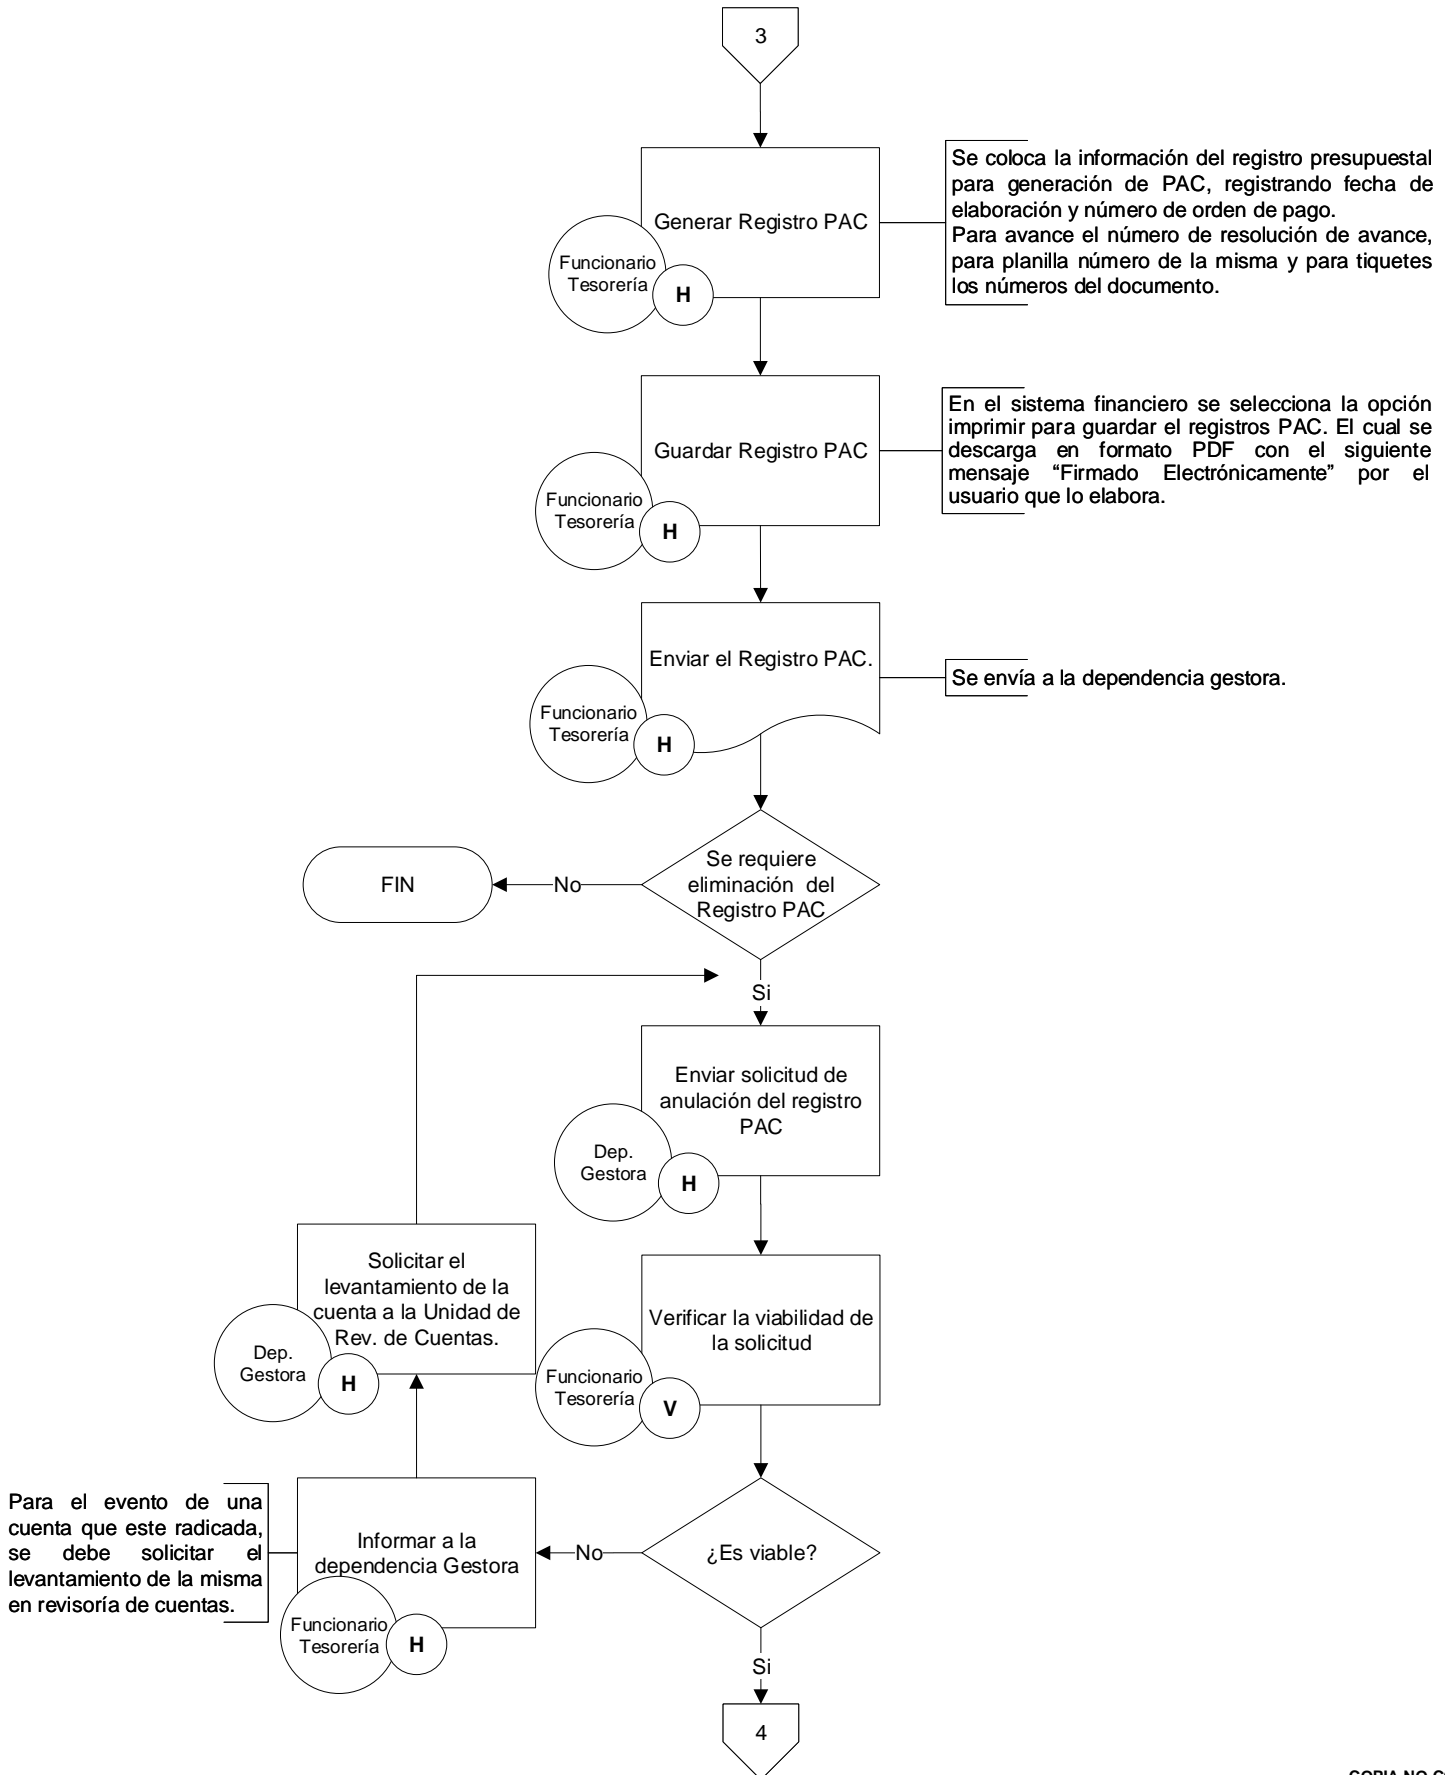 3
Generar Registro PAC
Funcionario
Tesorería
H
Se coloca la información del registro presupuestal
para generación de PAC, registrando fecha de
elaboración y número de orden de pago.
Para avance el número de resolución de avance,
para planilla número de la misma y para tiquetes
los números del documento.
Guardar Registro PAC
Funcionario
Tesorería
H
En el sistema financiero se selecciona la opción
imprimir para guardar el registros PAC. El cual se
descarga en formato PDF con el siguiente
mensaje “Firmado Electrónicamente” por el
usuario que lo elabora.
Enviar el Registro PAC.
Funcionario
Tesorería
H
Se envía a la dependencia gestora.
Se requiere
eliminación del
Registro PAC
No
FIN
Si
Enviar solicitud de
anulación del registro
PAC
Dep.
Gestora
H
Solicitar el
levantamiento de la
cuenta a la Unidad de
Rev. de Cuentas.
Dep.
Gestora
H
Verificar la viabilidad de
la solicitud
Funcionario
Tesorería
V
Para el evento de una
cuenta que este radicada,
se debe solicitar el
levantamiento de la misma
en revisoría de cuentas.
Informar a la
dependencia Gestora
Funcionario
Tesorería
H
No
¿Es viable?
Si
4